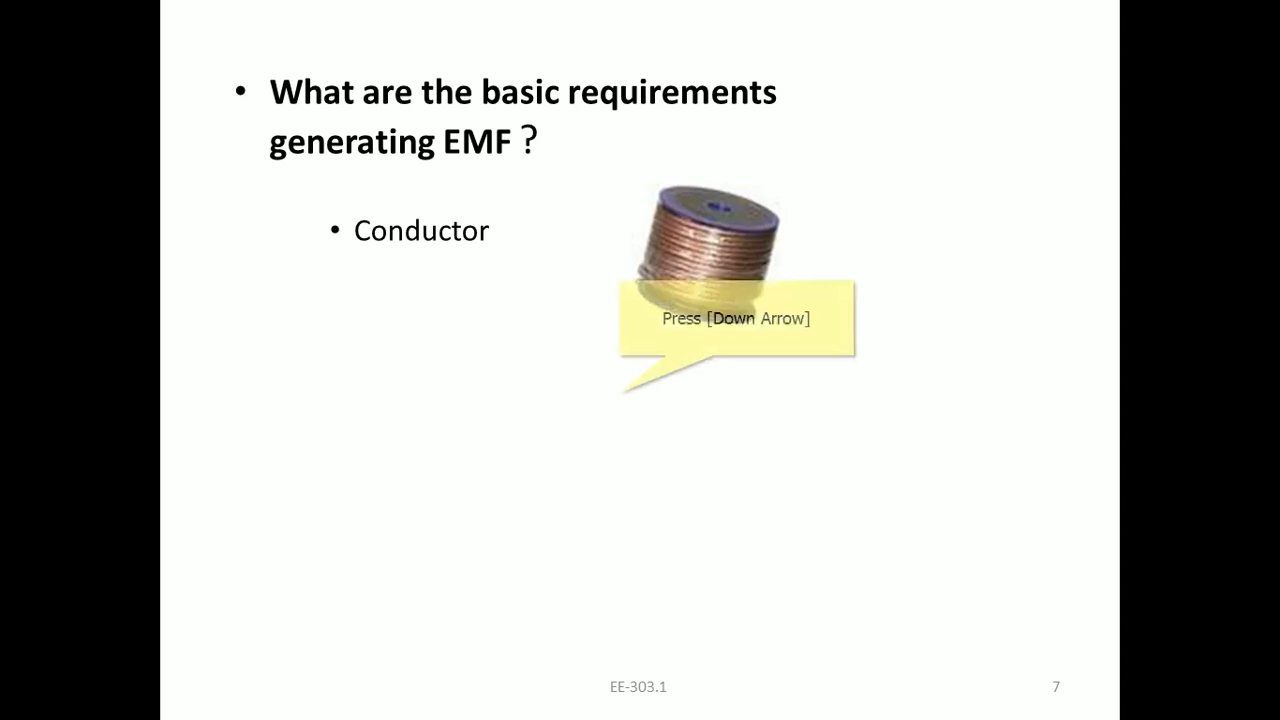 • What are the basic requirements
generating EMF ?
• Conductor
Press [Down Arrow]
EE-303.1
7